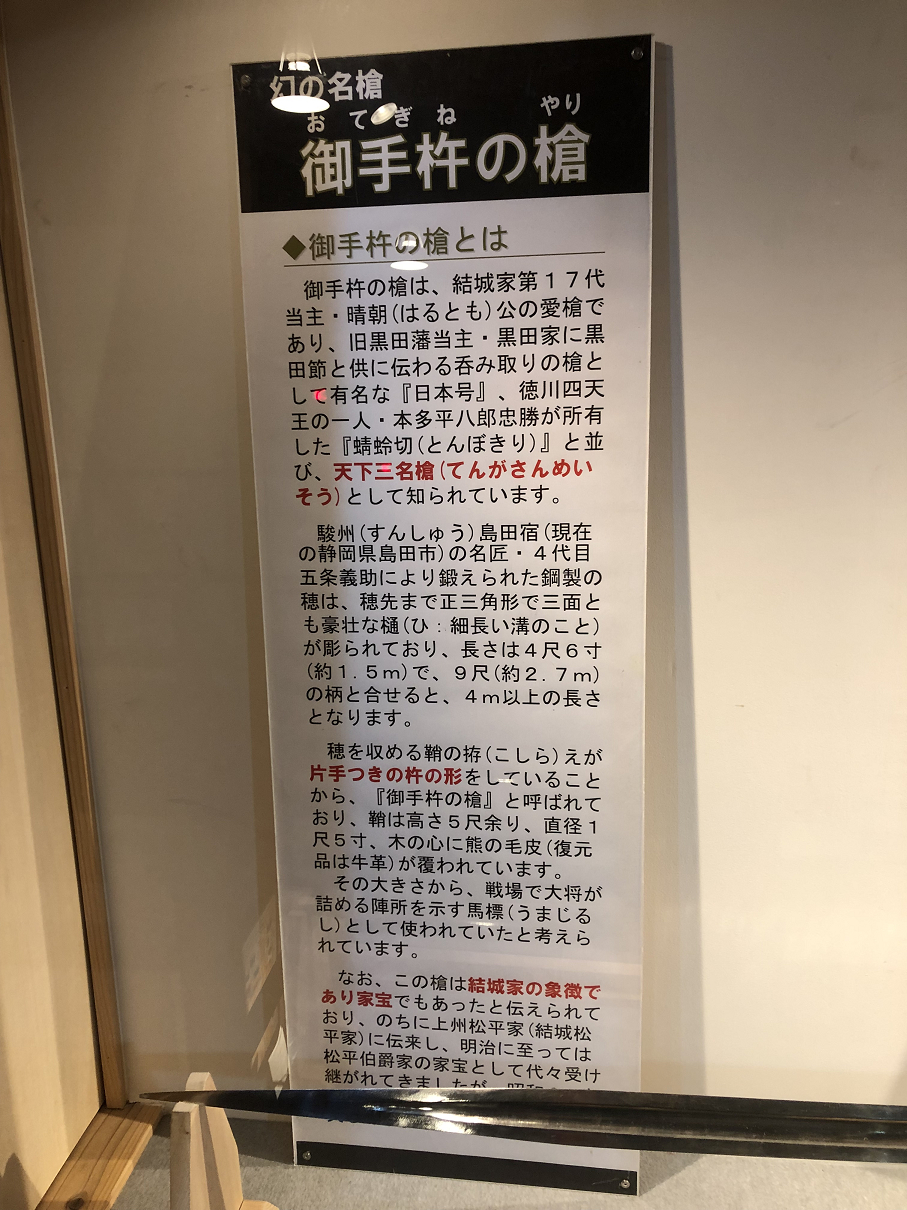 幻の名槍
おてぎね やり
御手杵の槍
◆御手杵の槍とは
御手杵の槍は、結城家第１７代
当主・晴朝(はるとも)公の愛槍で
あり、旧黒田藩当主・黒田家に黒
田節と供に伝わる呑み取りの槍と
して有名な『日本号』、徳川四天
王の一人・本多平八郎忠勝が所有
した『蜻蛉切(とんぼきり)』と並
び、天下三名槍(てんがさんめい
そう)として知られています。
駿州(すんしゅう)島田宿(現在
の静岡県島田市)の名匠・４代目
五条義助により鍛えられた鋼製の
穂は、穂先まで正三角形で三面と
も豪壮な樋(ひ：細長い溝のこと)
が彫られており、長さは４尺６寸
(約１.５ｍ)で、９尺(約２.７ｍ)
の柄と合せると、４ｍ以上の長さ
となります。
穂を収める鞘の拵(こしら)えが
片手つきの杵の形をしていること
から、『御手杵の槍』と呼ばれて
おり、鞘は高さ５尺余り、直径１
尺５寸、木の心に熊の毛皮(復元
品は牛革)が覆われています。
その大きさから、戦場で大将が
詰める陣所を示す馬標(うまじる
し)として使われていたと考えら
れています。
なお、この槍は結城家の象徴で
あり家宝でもあったと伝えられて
おり、のちに上州松平家(結城松
平家)に伝来し、明治に至っては
松平伯爵家の家宝として代々受け
継がれてきましたが、昭和